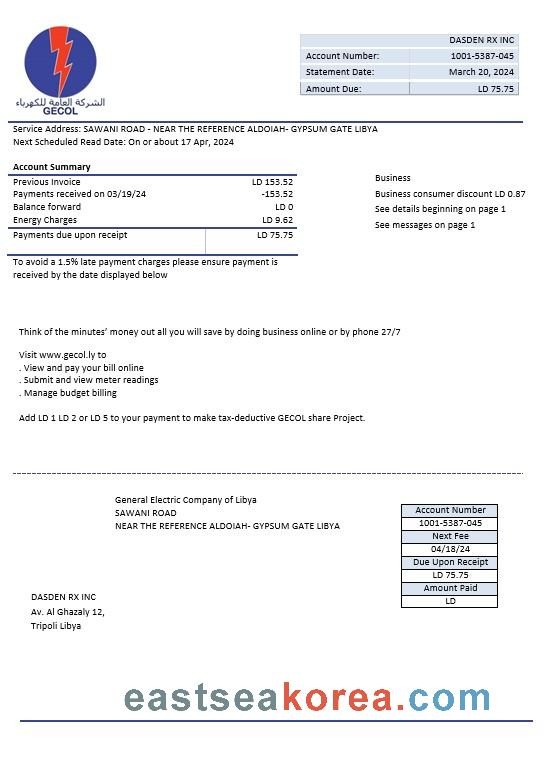 DASDEN RX INC
Account Number: 1001-5387-045
Statement Date: March 20, 2024
Amount Due: LD 75.75
الشركة العامة للكهرباء
GECOL
Service Address: SAWANI ROAD - NEAR THE REFERENCE ALDOIAH- GYPSUM GATE LIBYA
Next Scheduled Read Date: On or about 17 Apr, 2024
Account Summary
Previous Invoice LD 153.52
Payments received on 03/19/24 -153.52
Balance forward LD 0
Energy Charges LD 9.62
Payments due upon receipt LD 75.75
Business
Business consumer discount LD 0.87
See details beginning on page 1
See messages on page 1
To avoid a 1.5% late payment charges please ensure payment is
received by the date displayed below
Think of the minutes’ money out all you will save by doing business online or by phone 27/7
Visit www.gecol.ly to
. View and pay your bill online
. Submit and view meter readings
. Manage budget billing
Add LD 1 LD 2 or LD 5 to your payment to make tax-deductive GECOL share Project.
General Electric Company of Libya
SAWANI ROAD
NEAR THE REFERENCE ALDOIAH- GYPSUM GATE LIBYA
Account Number
1001-5387-045
Next Fee
04/18/24
Due Upon Receipt
LD 75.75
Amount Paid
LD
DASDEN RX INC
Av. Al Ghazaly 12,
Tripoli Libya
eastseakorea.com